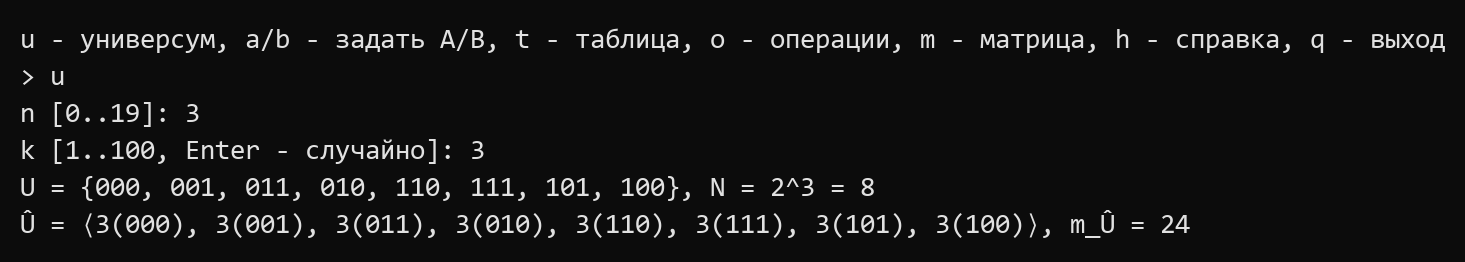 u - универсум, a/b - задать A/B, t - таблица, o - операции, m - матрица, h - справка, q - выход
> u
n [0..19]: 3
k [1..100, Enter - случайно]: 3
U = {000, 001, 011, 010, 110, 111, 101, 100}, N = 2^3 = 8
Û = ⟨3(000), 3(001), 3(011), 3(010), 3(110), 3(111), 3(101), 3(100)⟩, m_Û = 24